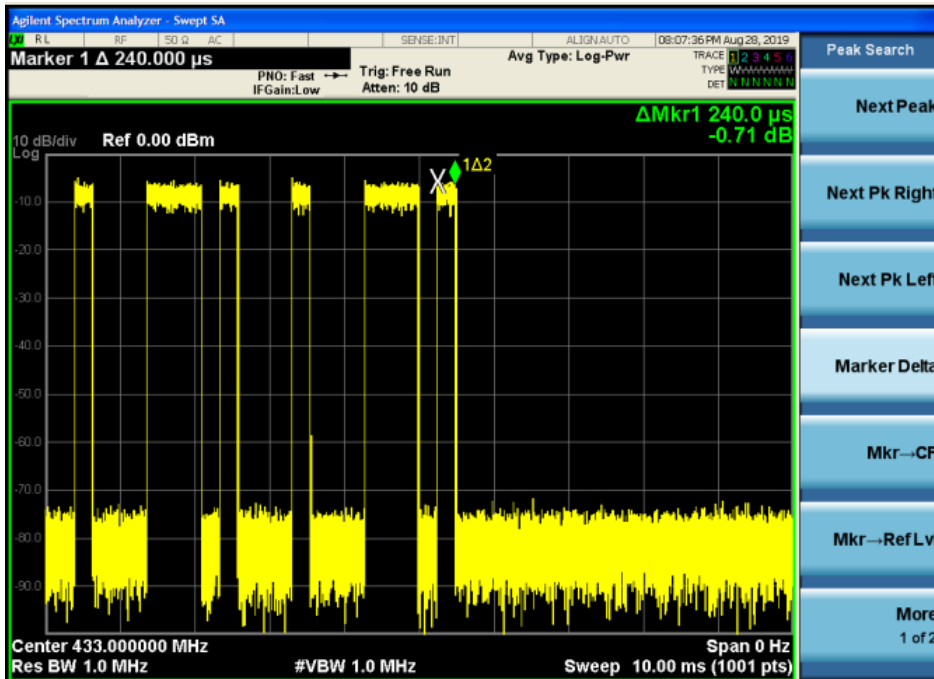 Agilent Spectrum Analyzer - Swept SA
LXI RL RF 50 Ω AC SENSE:INT ALIGN AUTO 08:07:36 PM Aug 28, 2019
Marker 1 Δ 240.000 µs
PNO: Fast
IFGain:Low
Trig: Free Run
Atten: 10 dB
Avg Type: Log-Pwr
TRACE 1 2 3 4 5 6
TYPE WWWWWW
DET N N N N N N
ΔMkr1 240.0 µs
-0.71 dB
10 dB/div Ref 0.00 dBm
Log
1Δ2
X
-10.0
-20.0
-30.0
-40.0
-50.0
-60.0
-70.0
-80.0
-90.0
Center 433.000000 MHz
Span 0 Hz
Res BW 1.0 MHz
#VBW 1.0 MHz
Sweep 10.00 ms (1001 pts)
Peak Search
Next Peak
Next Pk Right
Next Pk Left
Marker Delta
Mkr→CF
Mkr→Ref Lv
More
1 of 2